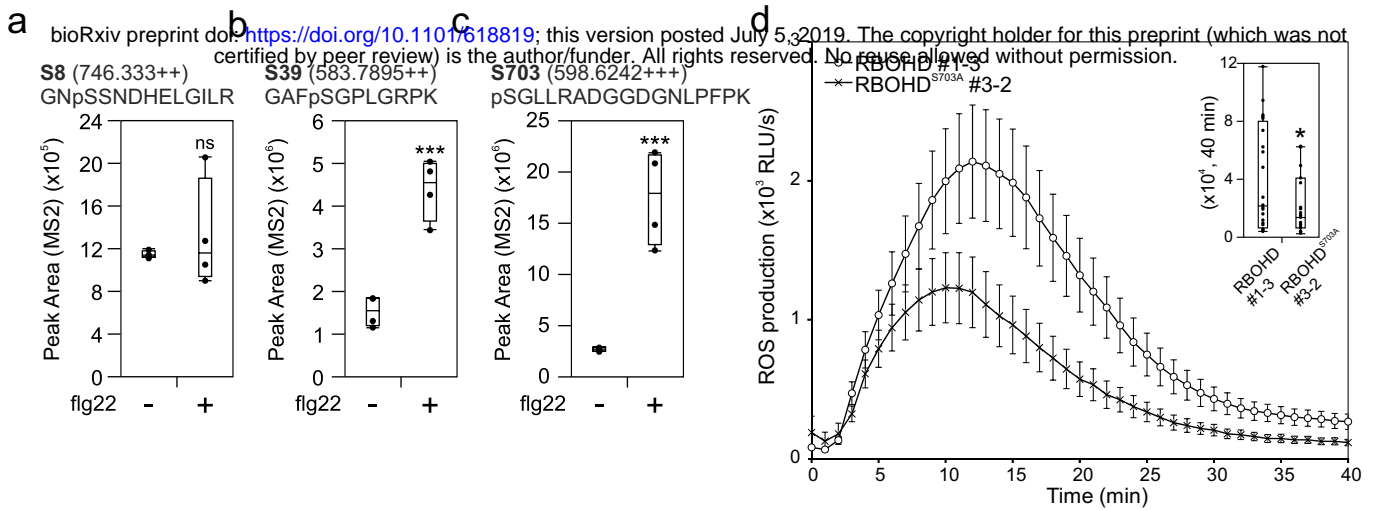 a
b
c
d
bioRxiv preprint doi: https://doi.org/10.1101/618819; this version posted July 5, 2019. The copyright holder for this preprint (which was not
certified by peer review) is the author/funder. All rights reserved. No reuse allowed without permission.
S8 (746.333++)
GNpSSNDHELGILR
Peak Area (MS2) (x10⁵)
24
20
16
12
8
4
0
ns
flg22 - +
S39 (583.7895++)
GAFpSGPLGRPK
Peak Area (MS2) (x10⁶)
6
5
4
3
2
1
0
***
flg22 - +
S703 (598.6242+++)
pSGLLRADGGDGNLPFPK
Peak Area (MS2) (x10⁶)
25
20
15
10
5
0
***
flg22 - +
RBOHD #1-3
RBOHD^S703A #3-2
ROS production (x10³ RLU/s)
3
2
1
0
0 5 10 15 20 25 30 35 40
Time (min)
(x10⁴, 40 min)
12
8
4
0
*
RBOHD
#1-3
RBOHD^S703A
#3-2